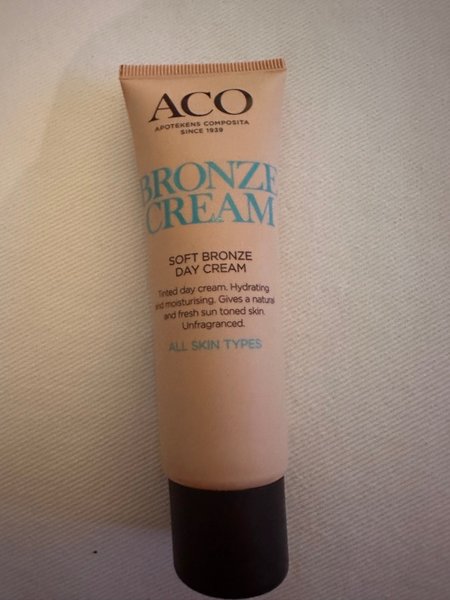 ACO
APOTEKENS COMPOSITA
SINCE 1939
BRONZE
CREAM
SOFT BRONZE
DAY CREAM
Tinted day cream. Hydrating
and moisturising. Gives a natural
and fresh sun toned skin.
Unfragranced.
ALL SKIN TYPES